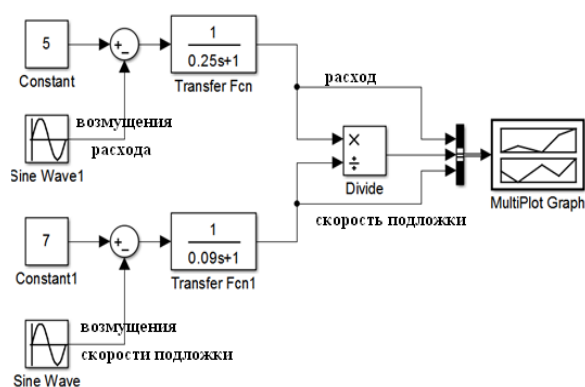 5
Constant
+
−
1
0.25s+1
Transfer Fcn
возмущения
расхода
Sine Wave1
расход
×
÷
Divide
MultiPlot Graph
скорость подложки
7
Constant1
+
−
1
0.09s+1
Transfer Fcn1
возмущения
скорости подложки
Sine Wave